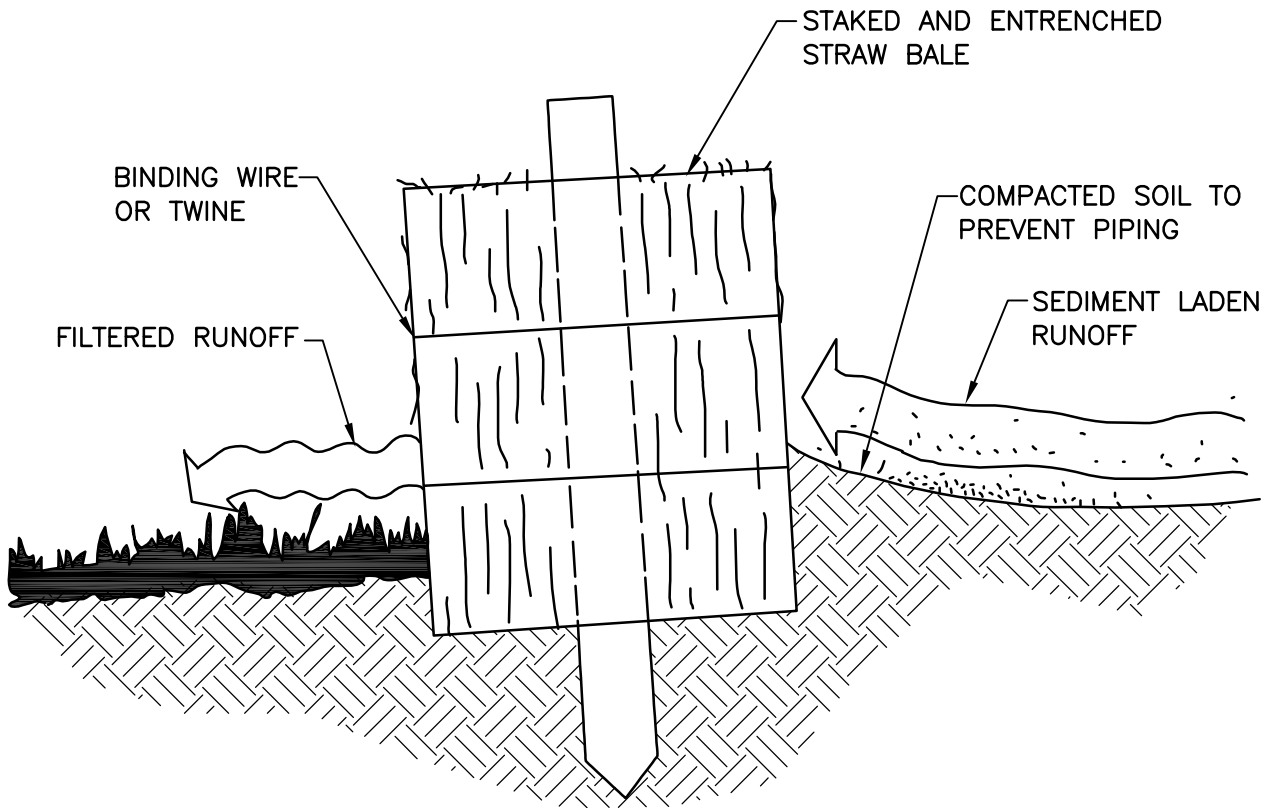 STAKED AND ENTRENCHED
STRAW BALE
BINDING WIRE
OR TWINE
COMPACTED SOIL TO
PREVENT PIPING
SEDIMENT LADEN
RUNOFF
FILTERED RUNOFF